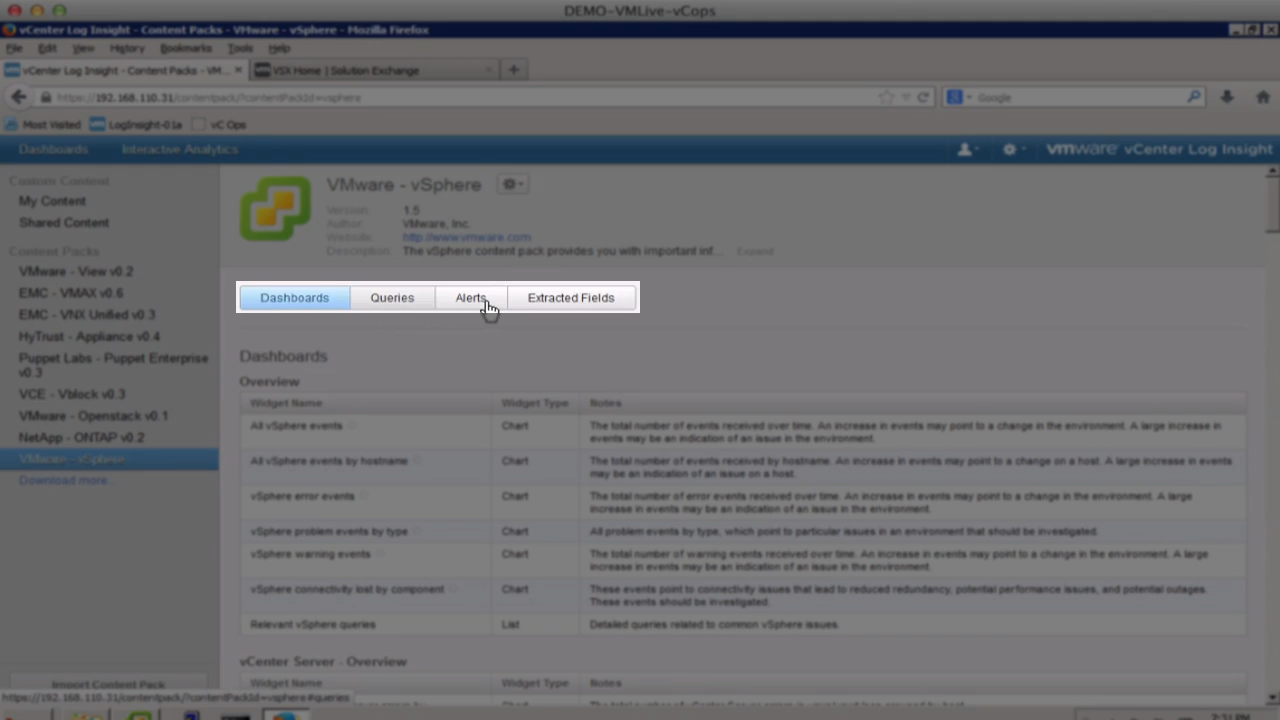 DEMO-VMLive-vCops
vCenter Log Insight - Content Packs - VMware - vSphere - Mozilla Firefox
File Edit View History Bookmarks Tools Help
vCenter Log Insight - Content Packs - VM... × VSX Home | Solution Exchange × +
https://192.168.110.31/contentpack/?contentPackId=vsphere Google
Most Visited LogInsight-01a vC Ops
Dashboards Interactive Analytics vmware vCenter Log Insight
Custom Content
My Content
Shared Content
Content Packs
VMware - View v0.2
EMC - VMAX v0.6
EMC - VNX Unified v0.3
HyTrust - Appliance v0.4
Puppet Labs - Puppet Enterprise
v0.3
VCE - Vblock v0.3
VMware - Openstack v0.1
NetApp - ONTAP v0.2
VMware - vSphere
Download more...
Import Content Pack
VMware - vSphere
Version: 1.5
Author: VMware, Inc.
Website: http://www.vmware.com
Description: The vSphere content pack provides you with important inf... Expand
Dashboards Queries Alerts Extracted Fields
Dashboards
Overview
Widget Name Widget Type Notes
All vSphere events Chart The total number of events received over time. An increase in events may point to a change in the environment. A large increase in
events may be an indication of an issue in the environment.
All vSphere events by hostname Chart The total number of events received by hostname. An increase in events may point to a change on a host. A large increase in events
may be an indication of an issue on a host.
vSphere error events Chart The total number of error events received over time. An increase in events may point to a change in the environment. A large
increase in events may be an indication of an issue in the environment.
vSphere problem events by type Chart All problem events by type, which point to particular issues in an environment that should be investigated.
vSphere warning events Chart The total number of warning events received over time. An increase in events may point to a change in the environment. A large
increase in events may be an indication of an issue in the environment.
vSphere connectivity lost by component Chart These events point to connectivity issues that lead to reduced redundancy, potential performance issues, and potential outages.
These events should be investigated.
Relevant vSphere queries List Detailed queries related to common vSphere issues.
vCenter Server - Overview
Widget Name Widget Type Notes
https://192.168.110.31/contentpack/?contentPackId=vsphere#queries